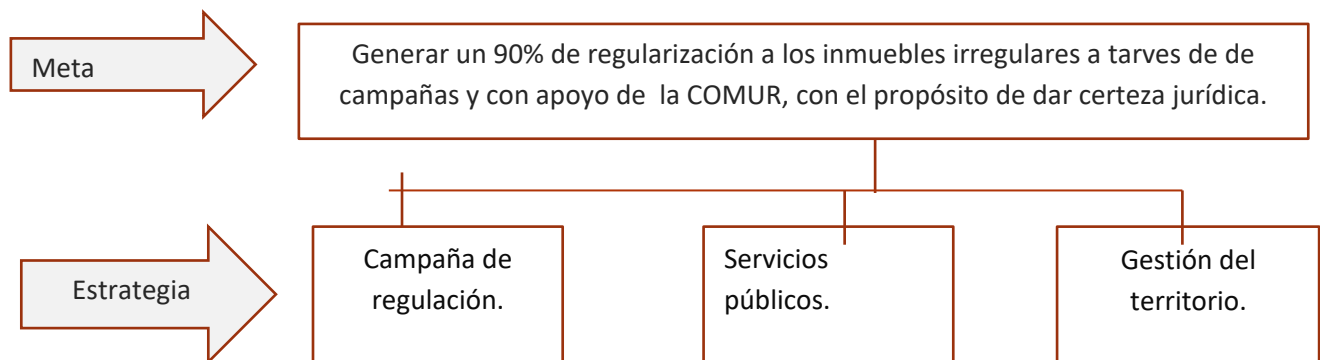 Meta
Generar un 90% de regularización a los inmuebles irregulares a tarves de de
campañas y con apoyo de la COMUR, con el propósito de dar certeza jurídica.
Estrategia
Campaña de
regulación.
Servicios
públicos.
Gestión del
territorio.